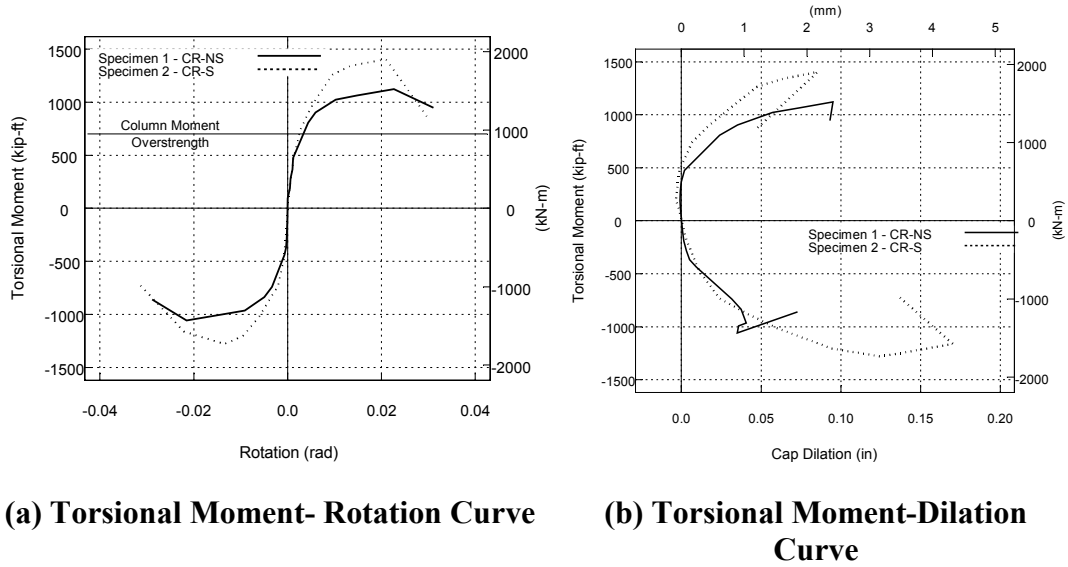 1500
1000
500
0
-500
-1000
-1500
Torsional Moment (kip-ft)
Specimen 1 - CR-NS
Specimen 2 - CR-S
Column Moment
Overstrength
2000
1000
0
-1000
-2000
(kN-m)
-0.04 -0.02 0.0 0.02 0.04
Rotation (rad)
(a) Torsional Moment- Rotation Curve
(mm)
0 1 2 3 4 5
1500
1000
500
0
-500
-1000
-1500
Torsional Moment (kip-ft)
Specimen 1 - CR-NS
Specimen 2 - CR-S
2000
1000
0
-1000
-2000
(kN-m)
0.0 0.05 0.10 0.15 0.20
Cap Dilation (in)
(b) Torsional Moment-Dilation
Curve